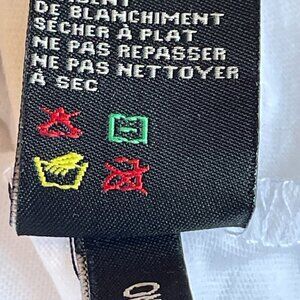 DE BLANCHIMENT
SÉCHER À PLAT
NE PAS REPASSER
NE PAS NETTOYER
À SEC